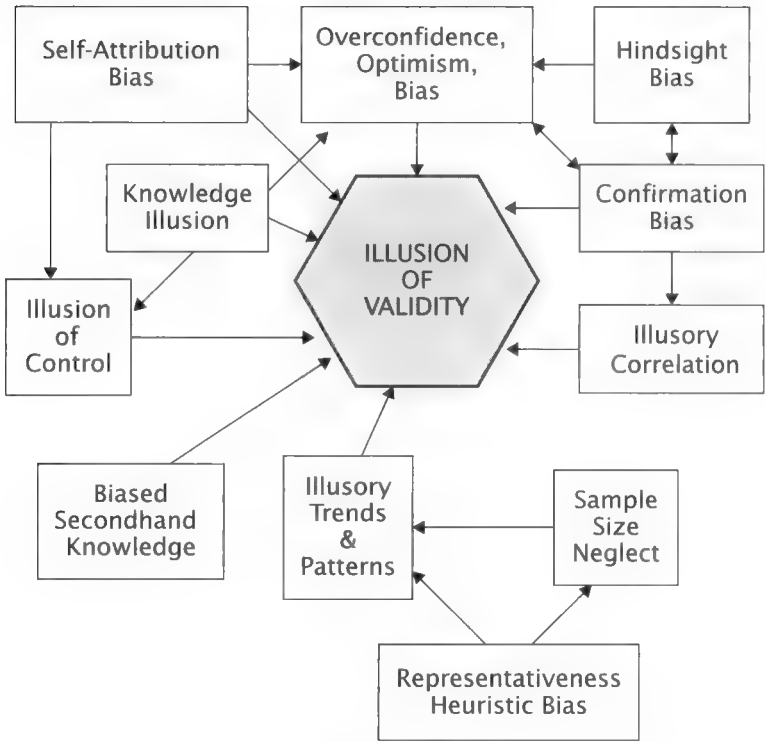 Self-Attribution
Bias
Overconfidence,
Optimism,
Bias
Hindsight
Bias
Knowledge
Illusion
ILLUSION
OF
VALIDITY
Confirmation
Bias
Illusion
of
Control
Illusory
Correlation
Biased
Secondhand
Knowledge
Illusory
Trends
&
Patterns
Sample
Size
Neglect
Representativeness
Heuristic Bias